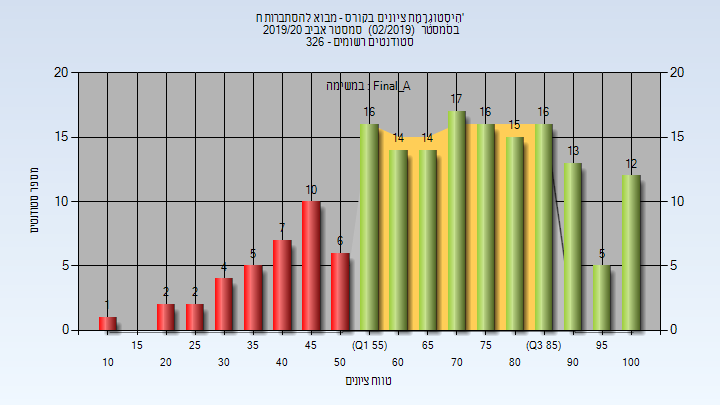 הִיסטוֹגרָמָת ציונים בקורס - מבוא להסתברות ח'
בסמסטר (02/2019) סמסטר אביב 2019/20
סטודנטים רשומים - 326
במשימה : Final_A
מספר סטודנטים
20 20
15 15
10 10
5 5
0 0
1 2 2 4 5 7 10 6 16 14 14 17 16 15 16 13 5 12
15 25 35 45 (Q1 55) 65 75 (Q3 85) 95
10 20 30 40 50 60 70 80 90 100
טווח ציונים